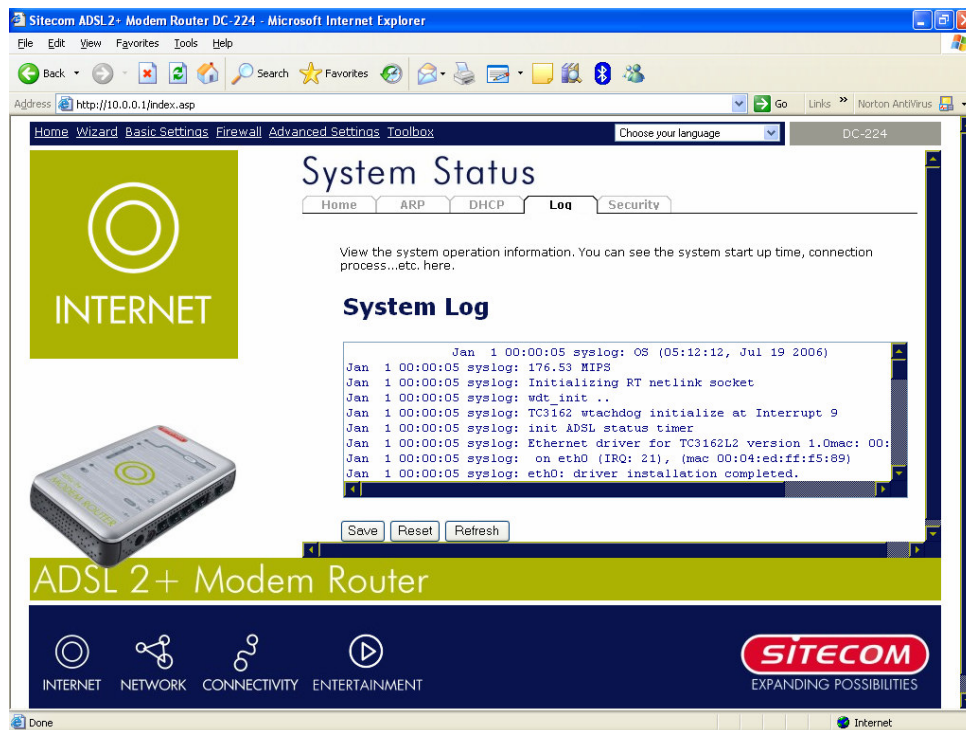 Sitecom ADSL2+ Modem Router DC-224 - Microsoft Internet Explorer
File Edit View Favorites Tools Help
Back Search Favorites
Address http://10.0.0.1/index.asp Go Links » Norton AntiVirus
Home Wizard Basic Settings Firewall Advanced Settings Toolbox Choose your language DC-224
System Status
Home ARP DHCP Log Security
View the system operation information. You can see the system start up time, connection
process...etc. here.
INTERNET
System Log
Jan 1 00:00:05 syslog: OS (05:12:12, Jul 19 2006)
Jan 1 00:00:05 syslog: 176.53 MIPS
Jan 1 00:00:05 syslog: Initializing RT netlink socket
Jan 1 00:00:05 syslog: wdt_init ..
Jan 1 00:00:05 syslog: TC3162 wtachdog initialize at Interrupt 9
Jan 1 00:00:05 syslog: init ADSL status timer
Jan 1 00:00:05 syslog: Ethernet driver for TC3162L2 version 1.0mac: 00:
Jan 1 00:00:05 syslog: on eth0 (IRQ: 21), (mac 00:04:ed:ff:f5:89)
Jan 1 00:00:05 syslog: eth0: driver installation completed.
Save Reset Refresh
MODEM ROUTER
ADSL 2+ Modem Router
INTERNET NETWORK CONNECTIVITY ENTERTAINMENT
SITECOM
EXPANDING POSSIBILITIES
Done Internet